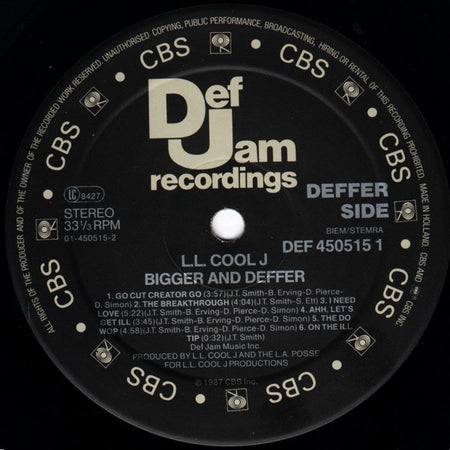 ALL RIGHTS OF THE PRODUCER AND OF THE OWNER OF THE RECORDED WORK RESERVED. UNAUTHORISED COPYING, PUBLIC PERFORMANCE, BROADCASTING, HIRING OR RENTAL OF THIS RECORDING PROHIBITED. MADE IN HOLLAND. CBS AND ARE CBS INC.
CBS CBS CBS CBS CBS CBS CBS CBS
Def
Jam
recordings
LC 8427
STEREO
33⅓ RPM
01-450515-2
DEFFER
SIDE
BIEM/STEMRA
DEF 450515 1
L.L. COOL J
BIGGER AND DEFFER
1. GO CUT CREATOR GO (3:57)(J.T. Smith-B. Erving-D. Pierce-
D. Simon) 2. THE BREAKTHROUGH (4:04)(J.T. Smith-S. Ett) 3. I NEED
LOVE (5:22)(J.T. Smith-B. Erving-D. Pierce-D. Simon) 4. AHH, LET'S
GET ILL (3:45)(J.T. Smith-B. Erving-D. Pierce-D. Simon) 5. THE DO
WOP (4:58)(J.T. Smith-B. Erving-D. Pierce-D. Simon) 6. ON THE ILL
TIP (0:32)(J.T. Smith)
Def Jam Music Inc.
PRODUCED BY L.L. COOL J AND THE L.A. POSSE
FOR L.L. COOL J PRODUCTIONS
℗ 1987 CBS Inc.